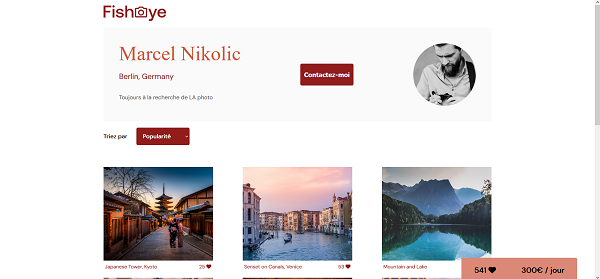 FishEye
Marcel Nikolic
Berlin, Germany
Toujours à la recherche de LA photo
Contactez-moi
Triez par
Popularité
Japanese Tower, Kyoto
25
Senset on Canals, Venice
53
Mountain and Lake
541
300€ / jour